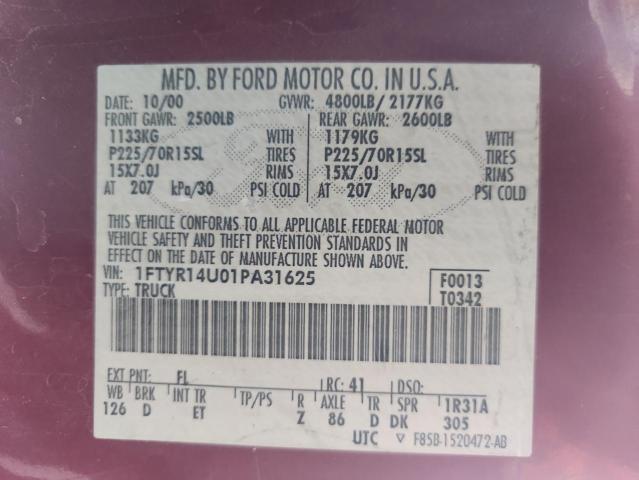 MFD. BY FORD MOTOR CO. IN U.S.A.
DATE: 10/00 GVWR: 4800LB/ 2177KG
FRONT GAWR: 2500LB REAR GAWR: 2600LB
1133KG WITH 1179KG WITH
P225/70R15SL TIRES P225/70R15SL TIRES
15X7.0J RIMS 15X7.0J RIMS
AT 207 kPa/30 PSI COLD AT 207 kPa/30 PSI COLD
THIS VEHICLE CONFORMS TO ALL APPLICABLE FEDERAL MOTOR
VEHICLE SAFETY AND THEFT PREVENTION STANDARDS IN
EFFECT ON THE DATE OF MANUFACTURE SHOWN ABOVE.
VIN: 1FTYR14U01PA31625 F0013
TYPE: TRUCK T0342
EXT PNT: FL RC: 41 DSO:
WB BRK INT TR TP/PS R AXLE TR SPR 1R31A
126 D ET Z 86 D DK 305
UTC ▽ F85B-1520472-AB